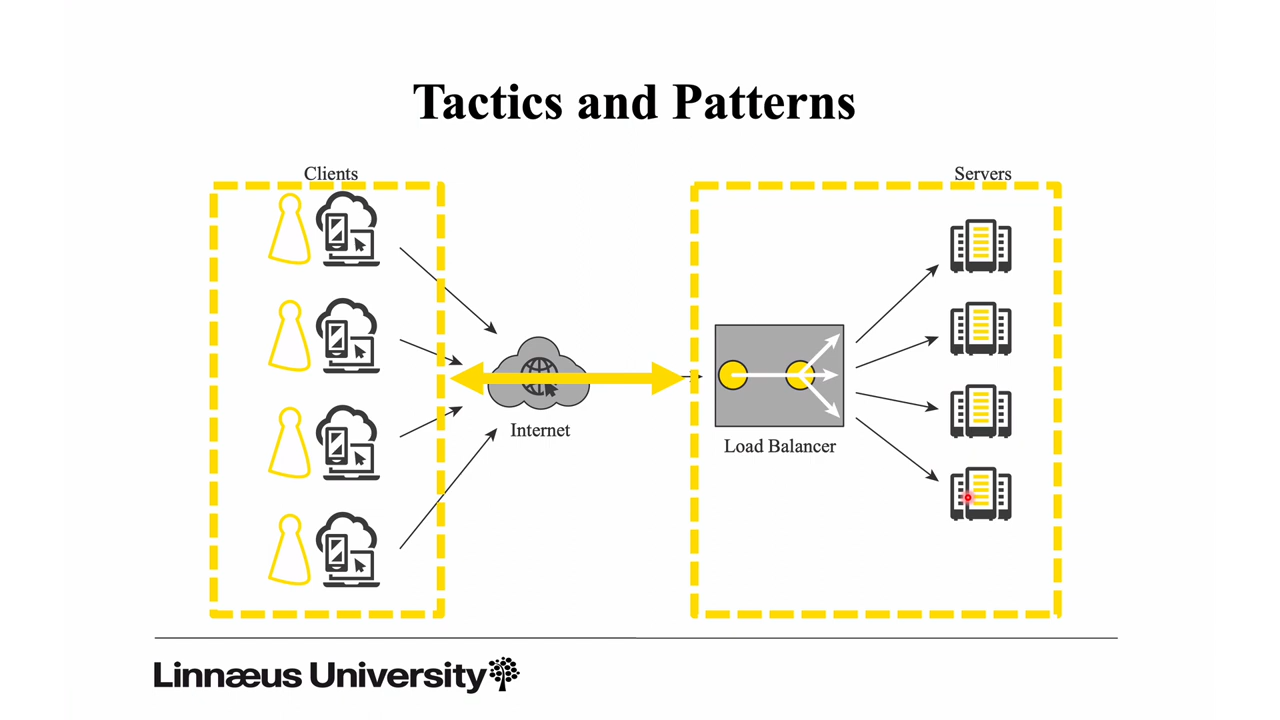 Tactics and Patterns
Clients
Servers
Internet
Load Balancer
Linnæus University